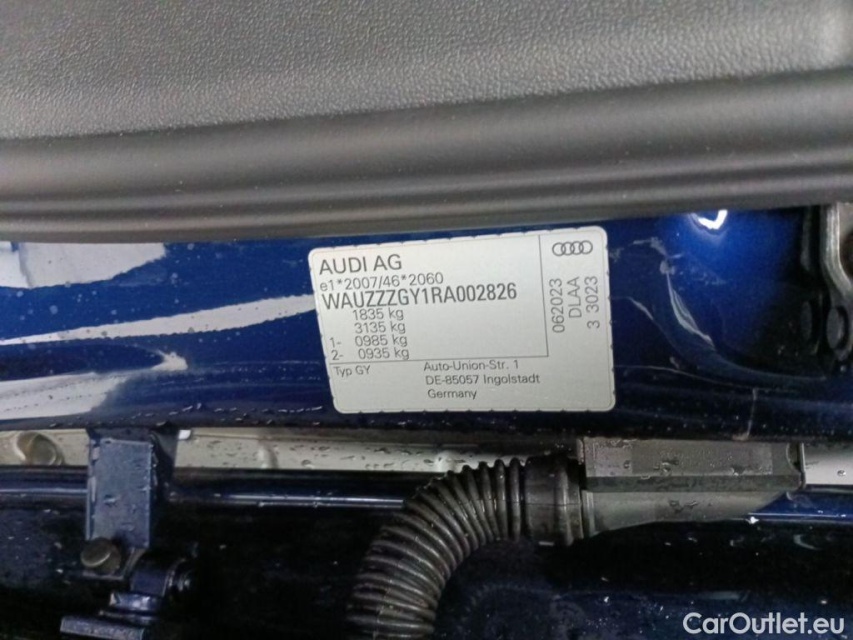 AUDI AG
e1*2007/46*2060
WAUZZZGY1RA002826
1835 kg
3135 kg
1- 0985 kg
2- 0935 kg
Typ GY
Auto-Union-Str. 1
DE-85057 Ingolstadt
Germany
062023
DLAA
3 3023
CarOutlet.eu